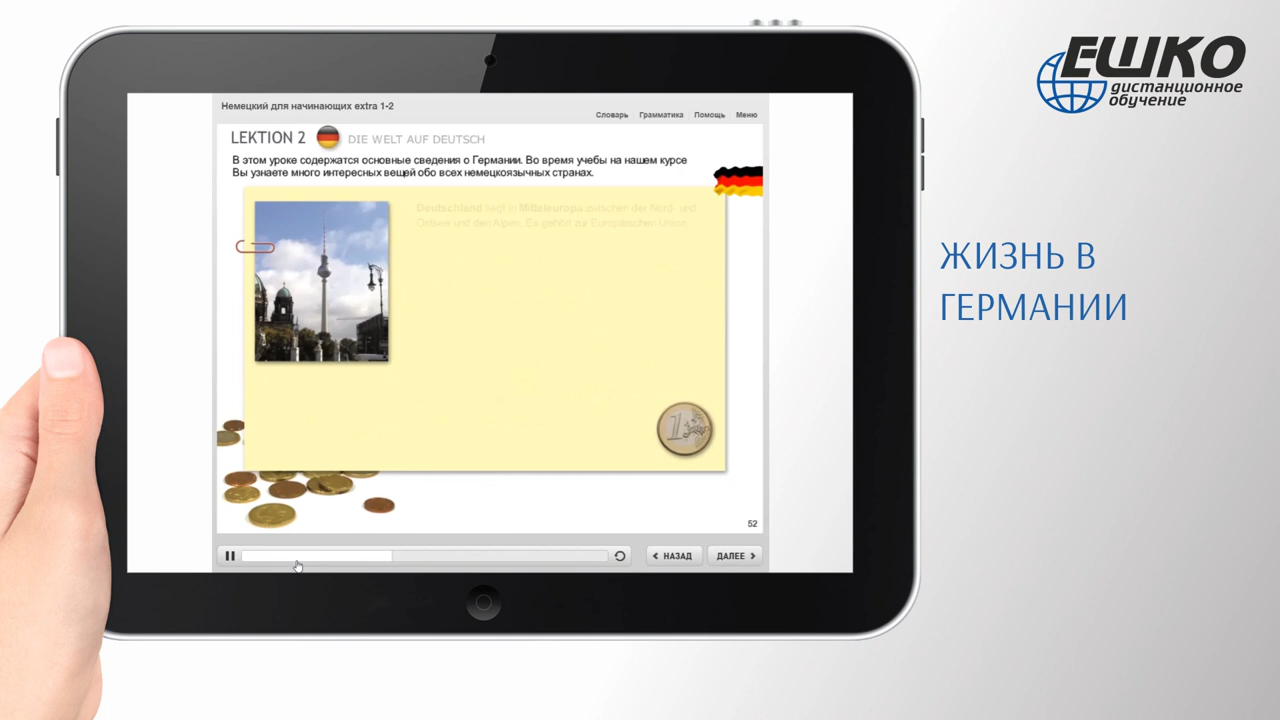 ЕШКО
дистанционное
обучение
Немецкий для начинающих extra 1-2
Словарь Грамматика Помощь Меню
LEKTION 2 DIE WELT AUF DEUTSCH
В этом уроке содержатся основные сведения о Германии. Во время учебы на нашем курсе
Вы узнаете много интересных вещей обо всех немецкоязычных странах.
Deutschland liegt in Mitteleuropa zwischen der Nord- und
Ostsee und den Alpen. Es gehört zur Europäischen Union.
ЖИЗНЬ В
ГЕРМАНИИ
1
52
НАЗАД ДАЛЕЕ